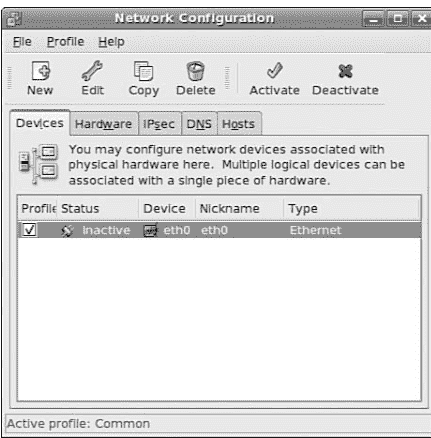 Network Configuration
File Profile Help
New Edit Copy Delete Activate Deactivate
Devices Hardware IPsec DNS Hosts
You may configure network devices associated with
physical hardware here. Multiple logical devices can be
associated with a single piece of hardware.
Profile Status Device Nickname Type
Inactive eth0 eth0 Ethernet
Active profile: Common